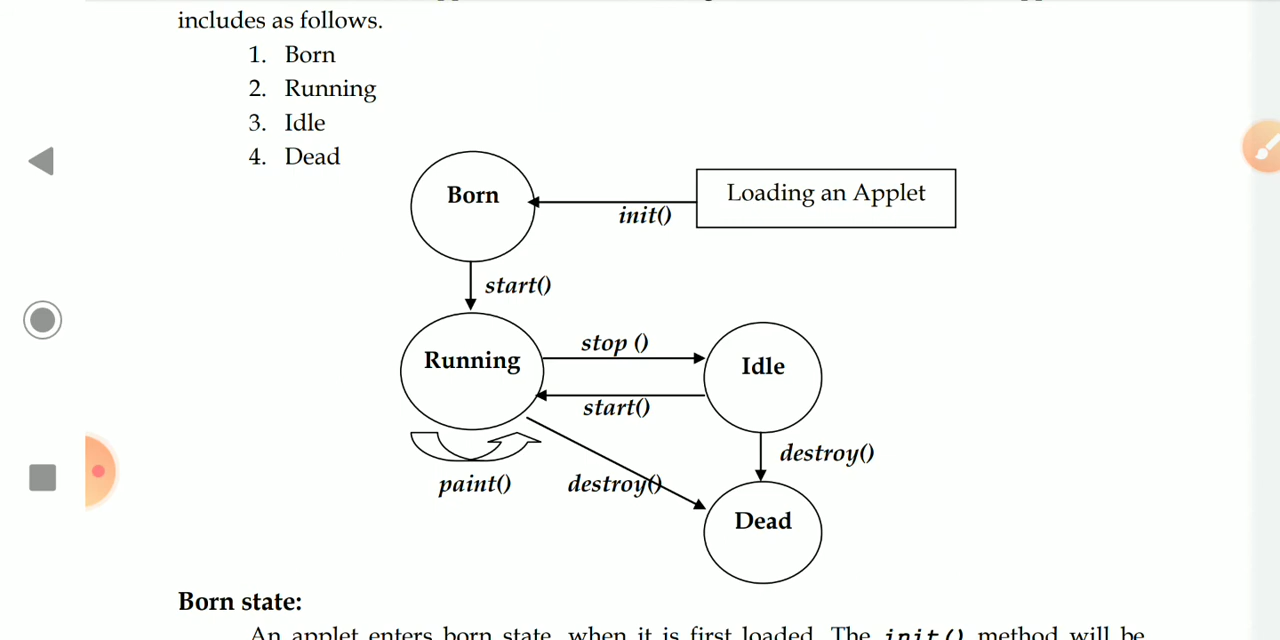 includes as follows.
1. Born
2. Running
3. Idle
4. Dead
Born
Loading an Applet
init()
start()
Running
stop ()
Idle
start()
destroy()
paint()
destroy()
Dead
Born state:
An applet enters born state, when it is first loaded. The init() method will be